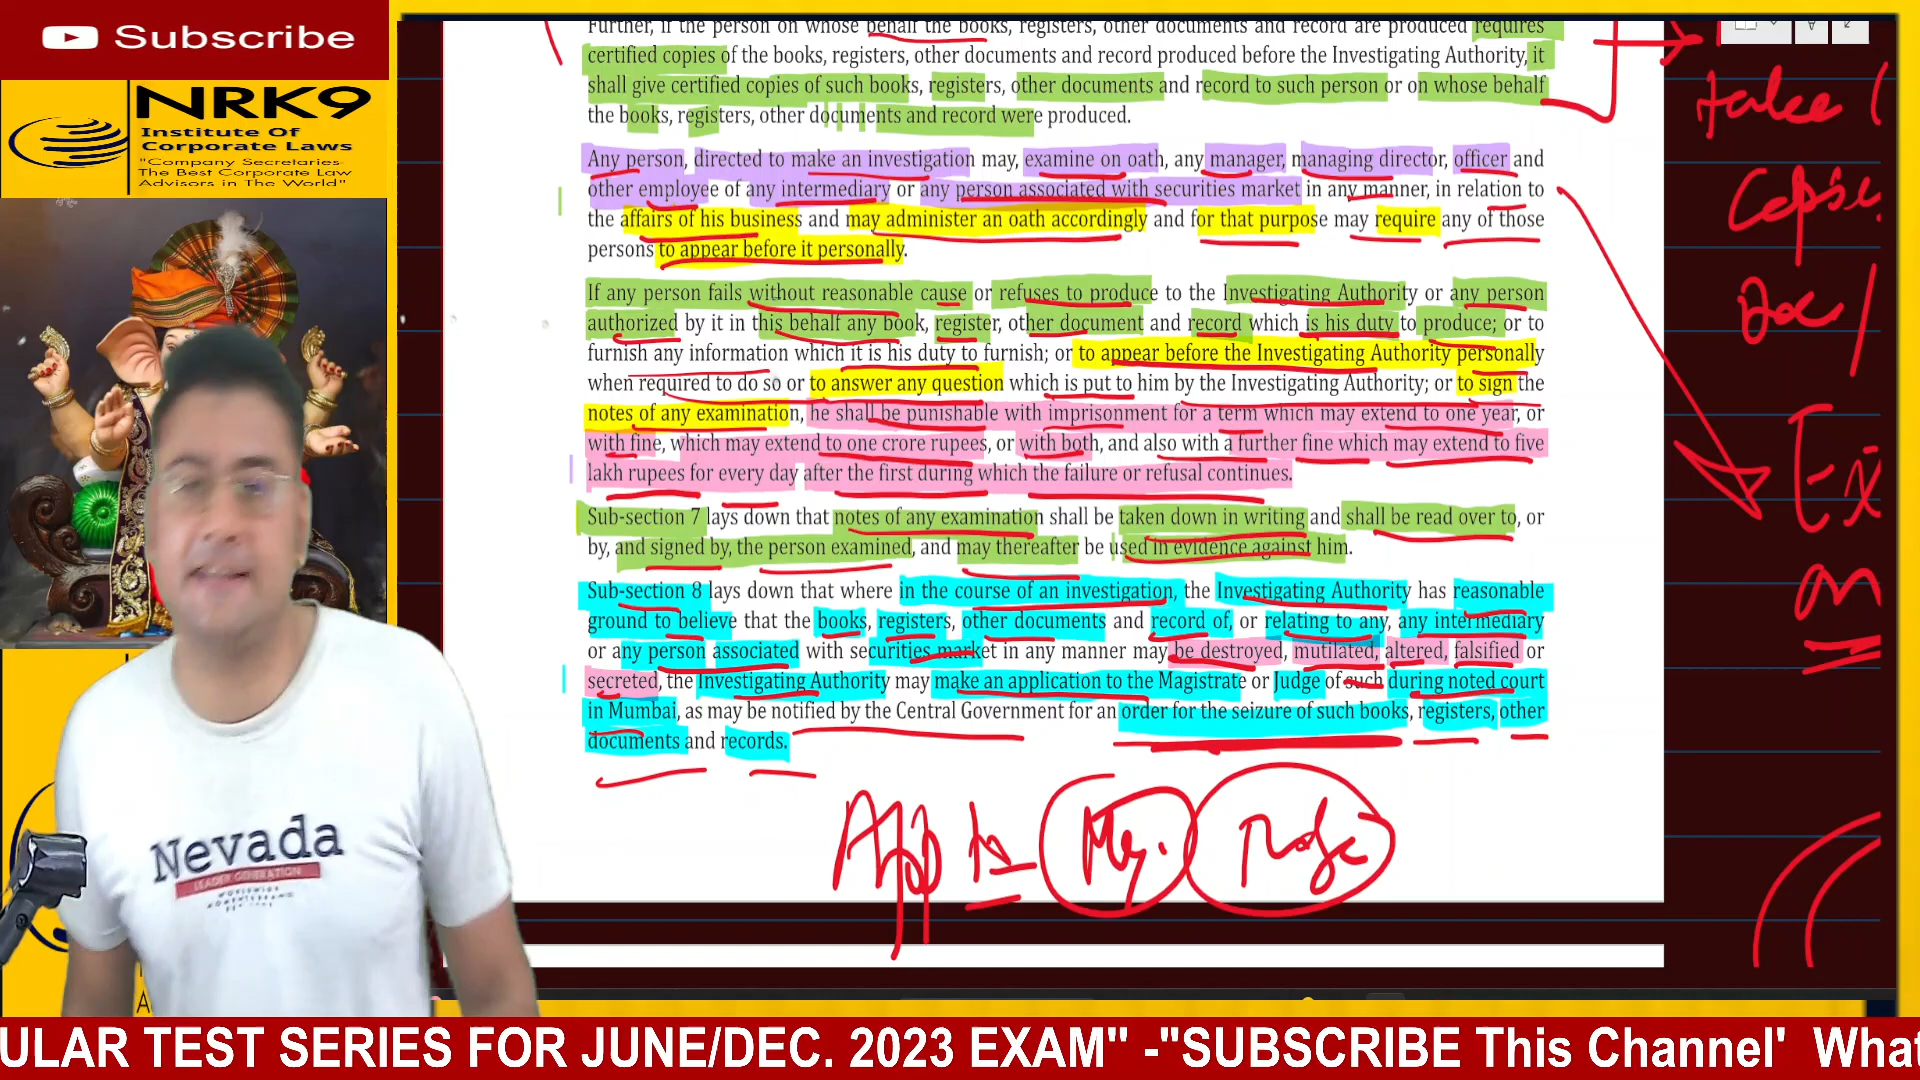 Subscribe
NRK9
Institute Of
Corporate Laws
"Company Secretaries-
The Best Corporate Law
Advisors in The World"
Further, if the person on whose behalf the books, registers, other documents and record are produced requires
certified copies of the books, registers, other documents and record produced before the Investigating Authority, it
shall give certified copies of such books, registers, other documents and record to such person or on whose behalf
the books, registers, other documents and record were produced.
Any person, directed to make an investigation may, examine on oath, any manager, managing director, officer and
other employee of any intermediary or any person associated with securities market in any manner, in relation to
the affairs of his business and may administer an oath accordingly and for that purpose may require any of those
persons to appear before it personally.
If any person fails without reasonable cause or refuses to produce to the Investigating Authority or any person
authorized by it in this behalf any book, register, other document and record which is his duty to produce; or to
furnish any information which it is his duty to furnish; or to appear before the Investigating Authority personally
when required to do so or to answer any question which is put to him by the Investigating Authority; or to sign the
notes of any examination, he shall be punishable with imprisonment for a term which may extend to one year, or
with fine, which may extend to one crore rupees, or with both, and also with a further fine which may extend to five
lakh rupees for every day after the first during which the failure or refusal continues.
Sub-section 7 lays down that notes of any examination shall be taken down in writing and shall be read over to, or
by, and signed by, the person examined, and may thereafter be used in evidence against him.
Sub-section 8 lays down that where in the course of an investigation, the Investigating Authority has reasonable
ground to believe that the books, registers, other documents and record of, or relating to any, any intermediary
or any person associated with securities market in any manner may be destroyed, mutilated, altered, falsified or
secreted, the Investigating Authority may make an application to the Magistrate or Judge of such during noted court
in Mumbai, as may be notified by the Central Government for an order for the seizure of such books, registers, other
documents and records.
App to Mag.
take
Doc/
Ex
on
Nevada
LEADER GENERATION
WORLDWIDE
A
ULAR TEST SERIES FOR JUNE/DEC. 2023 EXAM" -"SUBSCRIBE This Channel' What